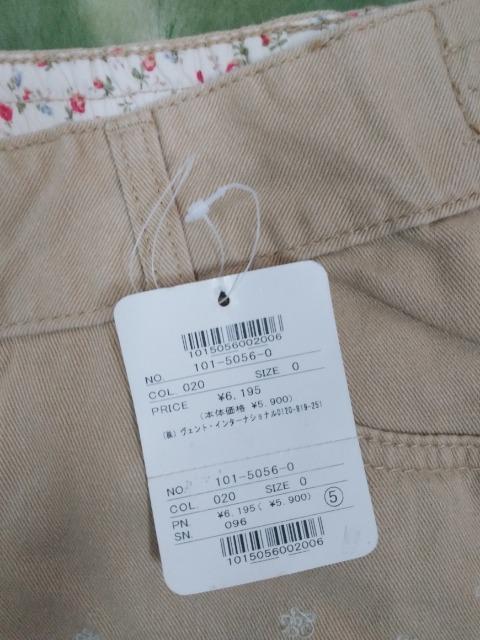 1015056002006
NO. 101-5056-0
COL. 020 SIZE 0
PRICE ¥6,195
(本体価格 ¥5,900)
(株)ヴェント・インターナショナル0120-819-251
NO. 101-5056-0
COL. 020 SIZE 0
PN. ¥6,195( ¥5,900) ⑤
SN. 096
1015056002006